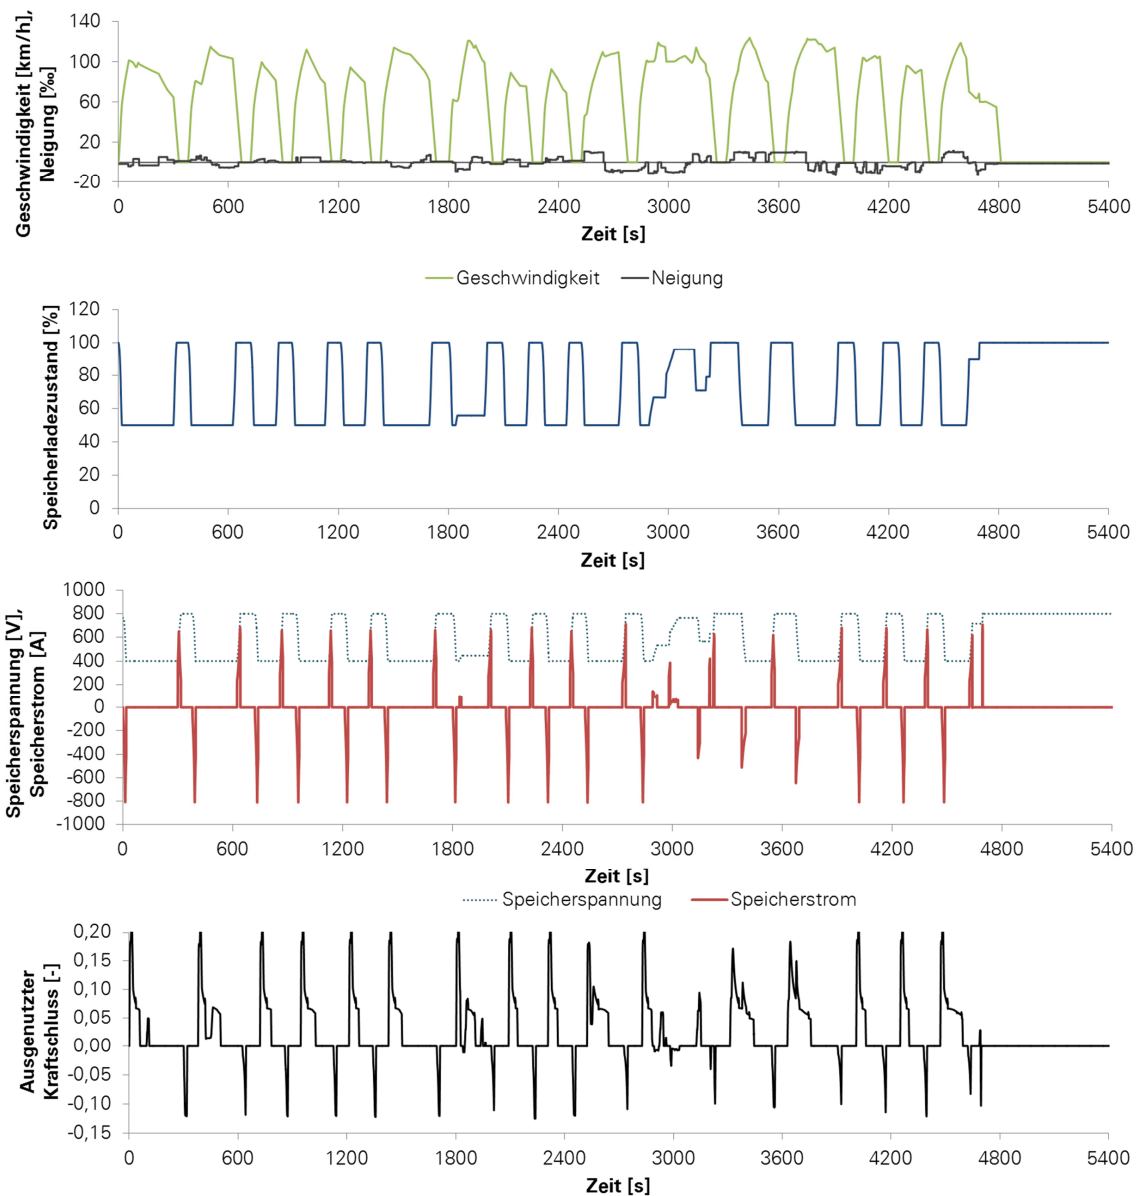 Geschwindigkeit [km/h],
Neigung [‰]
140
100
60
20
-20
0 600 1200 1800 2400 3000 3600 4200 4800 5400
Zeit [s]
Geschwindigkeit Neigung
Speicherladezustand [%]
120
100
80
60
40
20
0
0 600 1200 1800 2400 3000 3600 4200 4800 5400
Zeit [s]
Speicherspannung [V],
Speicherstrom [A]
1000
800
600
400
200
0
-200
-400
-600
-800
-1000
0 600 1200 1800 2400 3000 3600 4200 4800 5400
Zeit [s]
Speicherspannung Speicherstrom
Ausgenutzter
Kraftschluss [-]
0,20
0,15
0,10
0,05
0,00
-0,05
-0,10
-0,15
0 600 1200 1800 2400 3000 3600 4200 4800 5400
Zeit [s]